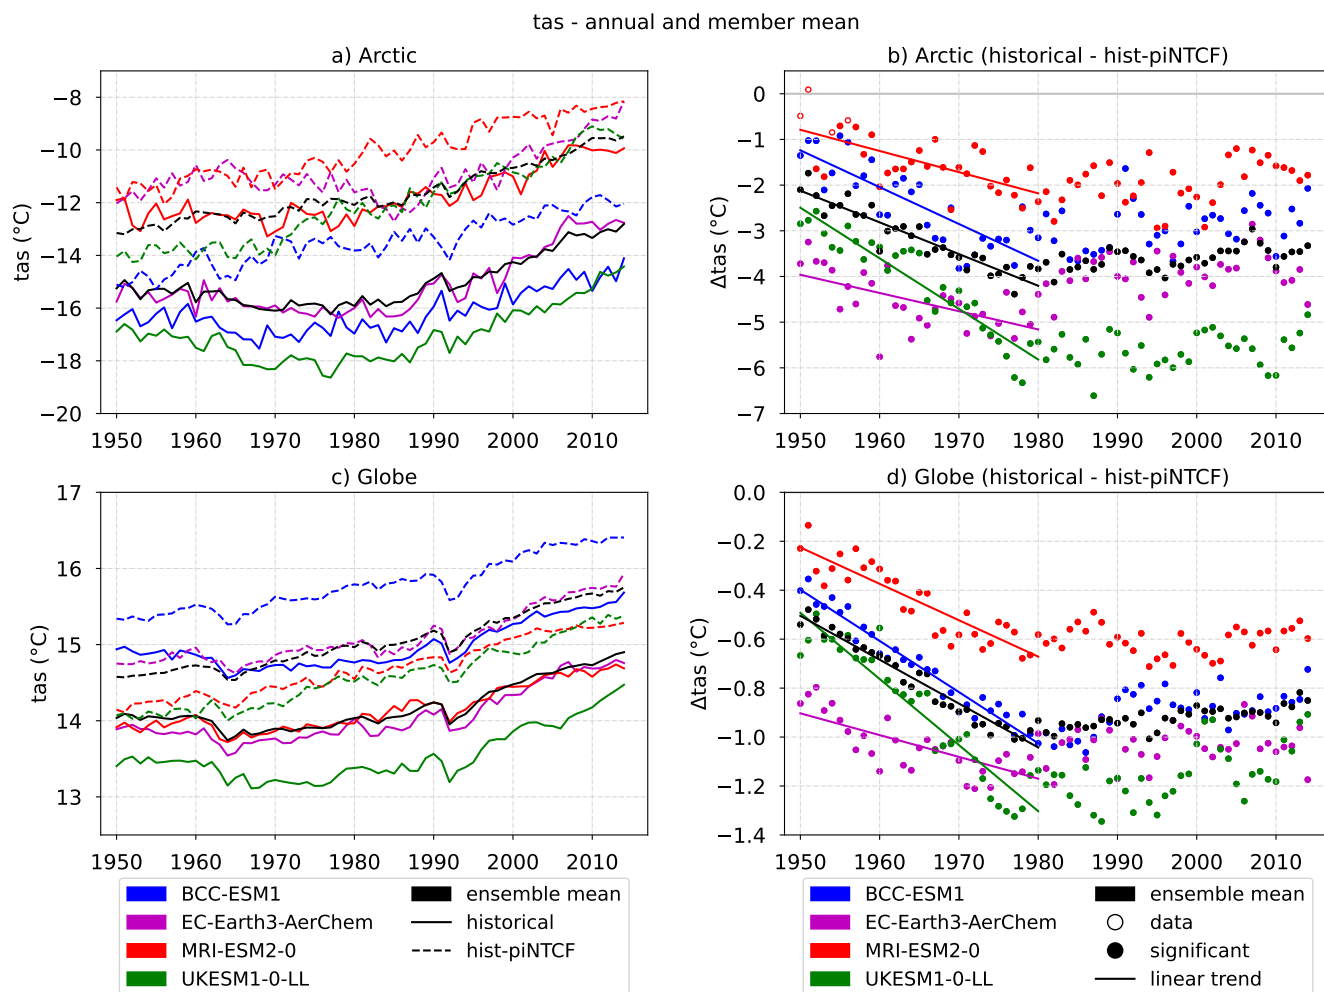 tas - annual and member mean
a) Arctic
tas (°C)
−8
−10
−12
−14
−16
−18
−20
1950 1960 1970 1980 1990 2000 2010
b) Arctic (historical - hist-piNTCF)
Δtas (°C)
0
−1
−2
−3
−4
−5
−6
−7
1950 1960 1970 1980 1990 2000 2010
c) Globe
tas (°C)
17
16
15
14
13
1950 1960 1970 1980 1990 2000 2010
d) Globe (historical - hist-piNTCF)
Δtas (°C)
0.0
−0.2
−0.4
−0.6
−0.8
−1.0
−1.2
−1.4
1950 1960 1970 1980 1990 2000 2010
BCC-ESM1
EC-Earth3-AerChem
MRI-ESM2-0
UKESM1-0-LL
ensemble mean
historical
hist-piNTCF
BCC-ESM1
EC-Earth3-AerChem
MRI-ESM2-0
UKESM1-0-LL
ensemble mean
data
significant
linear trend